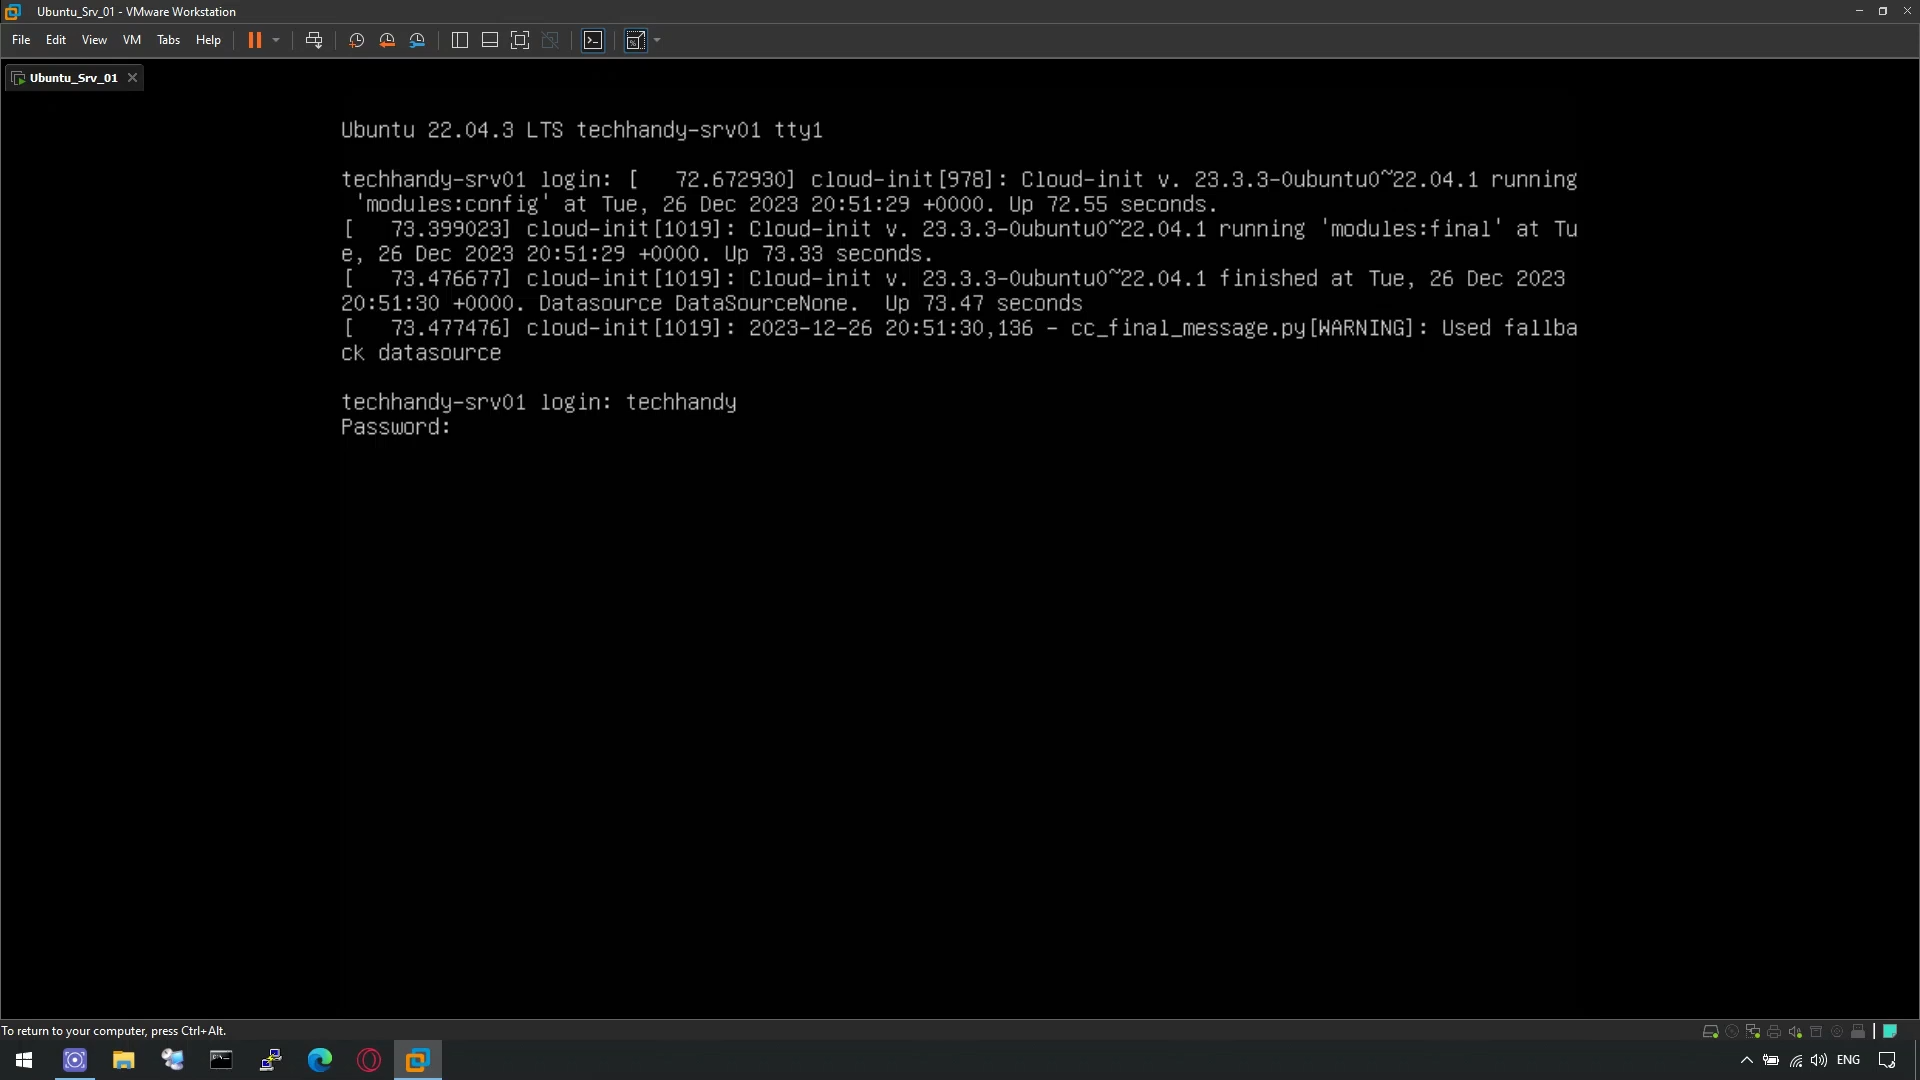 Ubuntu_Srv_01 - VMware Workstation
File Edit View VM Tabs Help
Ubuntu_Srv_01
Ubuntu 22.04.3 LTS techhandy-srv01 tty1
techhandy-srv01 login: [   72.672930] cloud-init[978]: Cloud-init v. 23.3.3-0ubuntu0~22.04.1 running
 'modules:config' at Tue, 26 Dec 2023 20:51:29 +0000. Up 72.55 seconds.
[   73.399023] cloud-init[1019]: Cloud-init v. 23.3.3-0ubuntu0~22.04.1 running 'modules:final' at Tu
e, 26 Dec 2023 20:51:29 +0000. Up 73.33 seconds.
[   73.476677] cloud-init[1019]: Cloud-init v. 23.3.3-0ubuntu0~22.04.1 finished at Tue, 26 Dec 2023
20:51:30 +0000. Datasource DataSourceNone.  Up 73.47 seconds
[   73.477476] cloud-init[1019]: 2023-12-26 20:51:30,136 - cc_final_message.py[WARNING]: Used fallba
ck datasource
techhandy-srv01 login: techhandy
Password:
To return to your computer, press Ctrl+Alt.
ENG